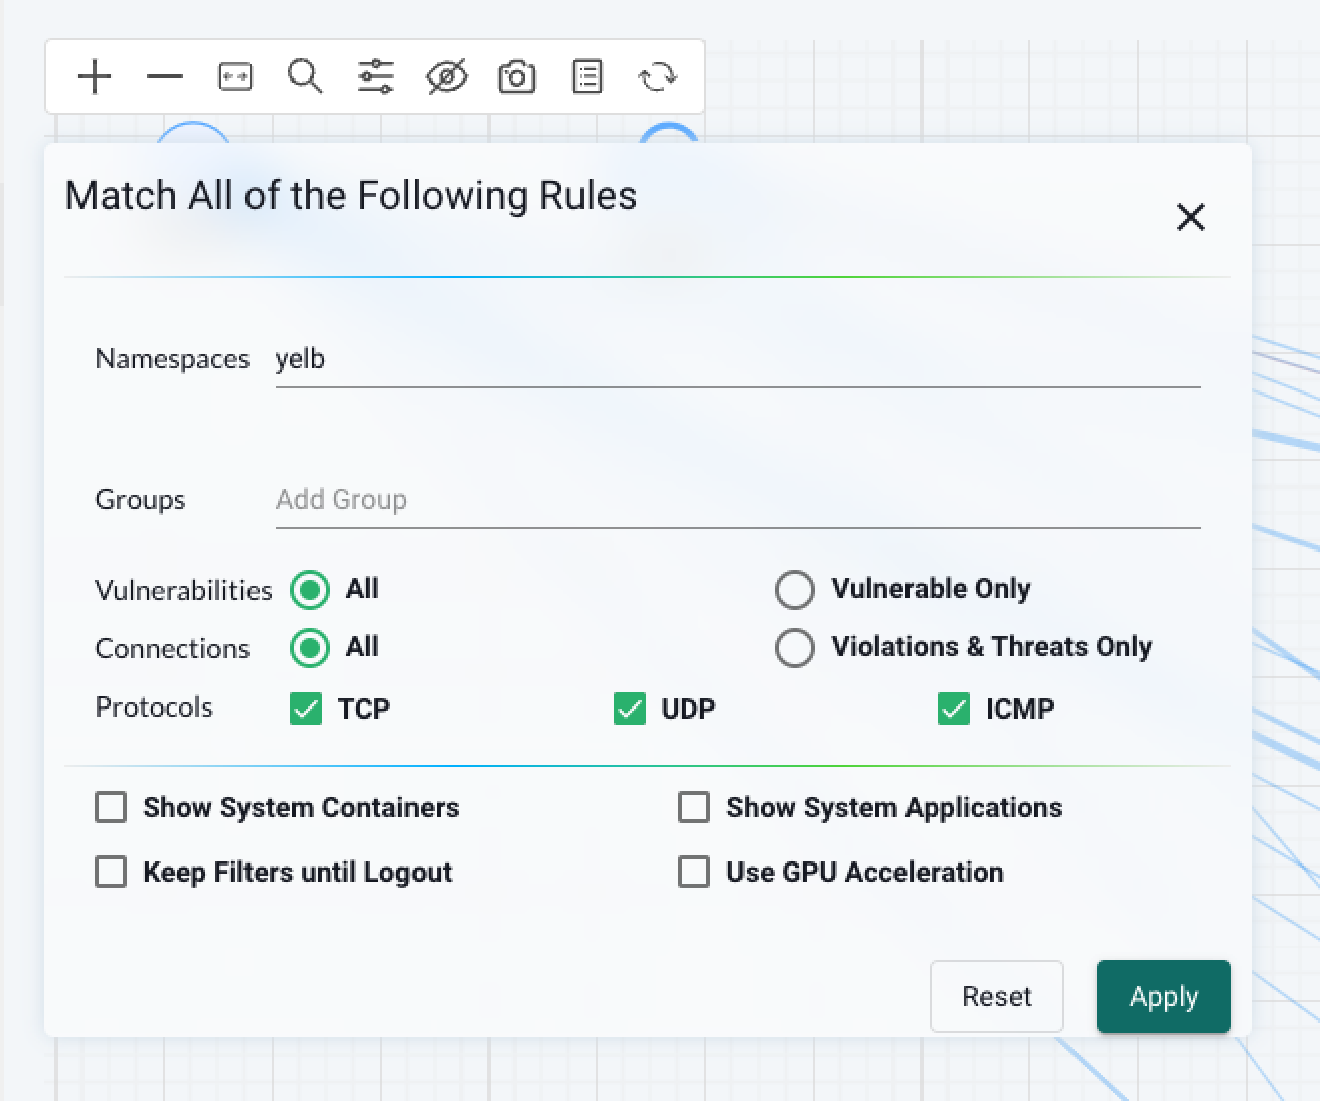 Match All of the Following Rules
Namespaces yelb
Groups Add Group
Vulnerabilities All Vulnerable Only
Connections All Violations & Threats Only
Protocols TCP UDP ICMP
Show System Containers Show System Applications
Keep Filters until Logout Use GPU Acceleration
Reset Apply